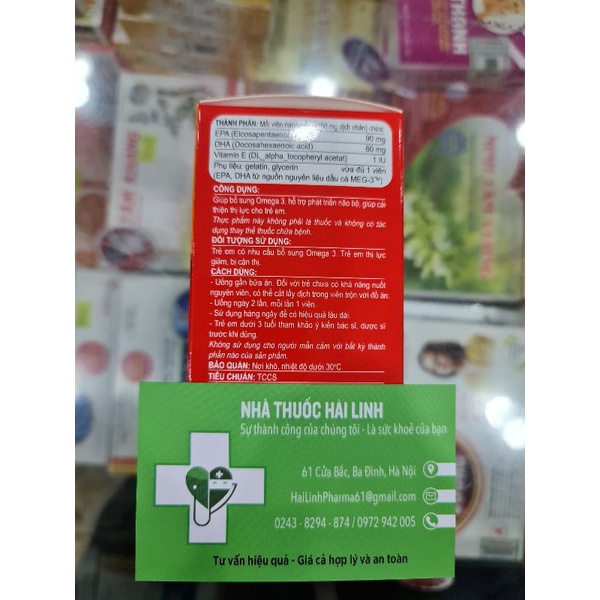 THÀNH PHẦN: Mỗi viên nang mềm
mg dịch nhân) chứa:
EPA (Eicosapentaenoic 90 mg
DHA (Docosahexaenoic acid) 60 mg
Vitamin E (DL_alpha_tocopheryl acetat) 1 IU
Phụ liệu: gelatin, glycerin vừa đủ 1 viên
(EPA, DHA từ nguồn nguyên liệu dầu cá MEG-3™)
CÔNG DỤNG:
Giúp bổ sung Omega 3, hỗ trợ phát triển não bộ, giúp cải
thiện thị lực cho trẻ em.
Thực phẩm này không phải là thuốc và không có tác
dụng thay thế thuốc chữa bệnh.
ĐỐI TƯỢNG SỬ DỤNG:
Trẻ em có nhu cầu bổ sung Omega 3. Trẻ em thị lực
giảm, bị cận thị.
CÁCH DÙNG:
- Uống gần bữa ăn. Đối với trẻ chưa có khả năng nuốt
nguyên viên, có thể cắt lấy dịch trong viên trộn với đồ ăn.
- Uống ngày 2 lần, mỗi lần 1 viên.
- Sử dụng hàng ngày để có hiệu quả lâu dài.
- Trẻ em dưới 3 tuổi tham khảo ý kiến bác sĩ, dược sĩ
trước khi dùng.
Không sử dụng cho người mẫn cảm với bất kỳ thành
phần nào của sản phẩm.
BẢO QUẢN: Nơi khô, nhiệt độ dưới 30°C
TIÊU CHUẨN: TCCS
NHÀ THUỐC HẢI LINH
Sự thành công của chúng tôi - Là sức khoẻ của bạn
61 Cửa Bắc, Ba Đình, Hà Nội
HaiLinhPharma61@gmail.com
0243 - 8294 - 874 / 0972 942 005
Tư vấn hiệu quả - Giá cả hợp lý và an toàn